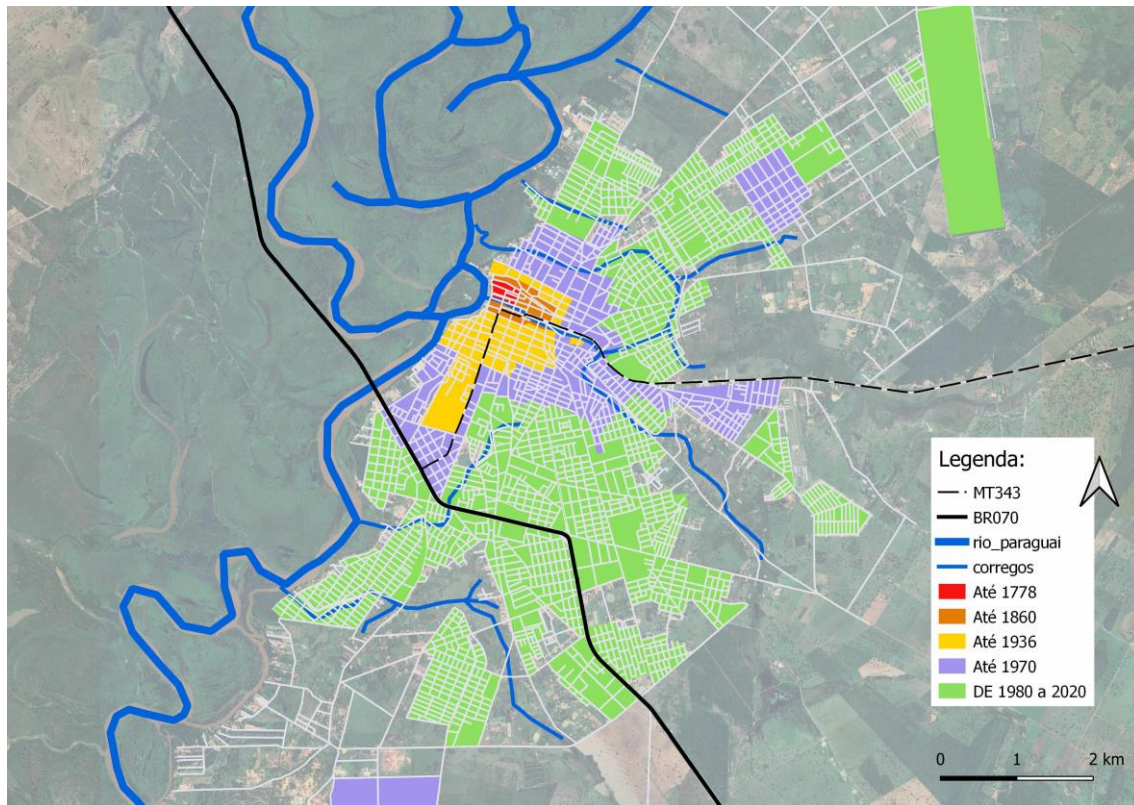 Legenda:
MT343
BR070
rio_paraguai
corregos
Até 1778
Até 1860
Até 1936
Até 1970
DE 1980 a 2020
0 1 2 km